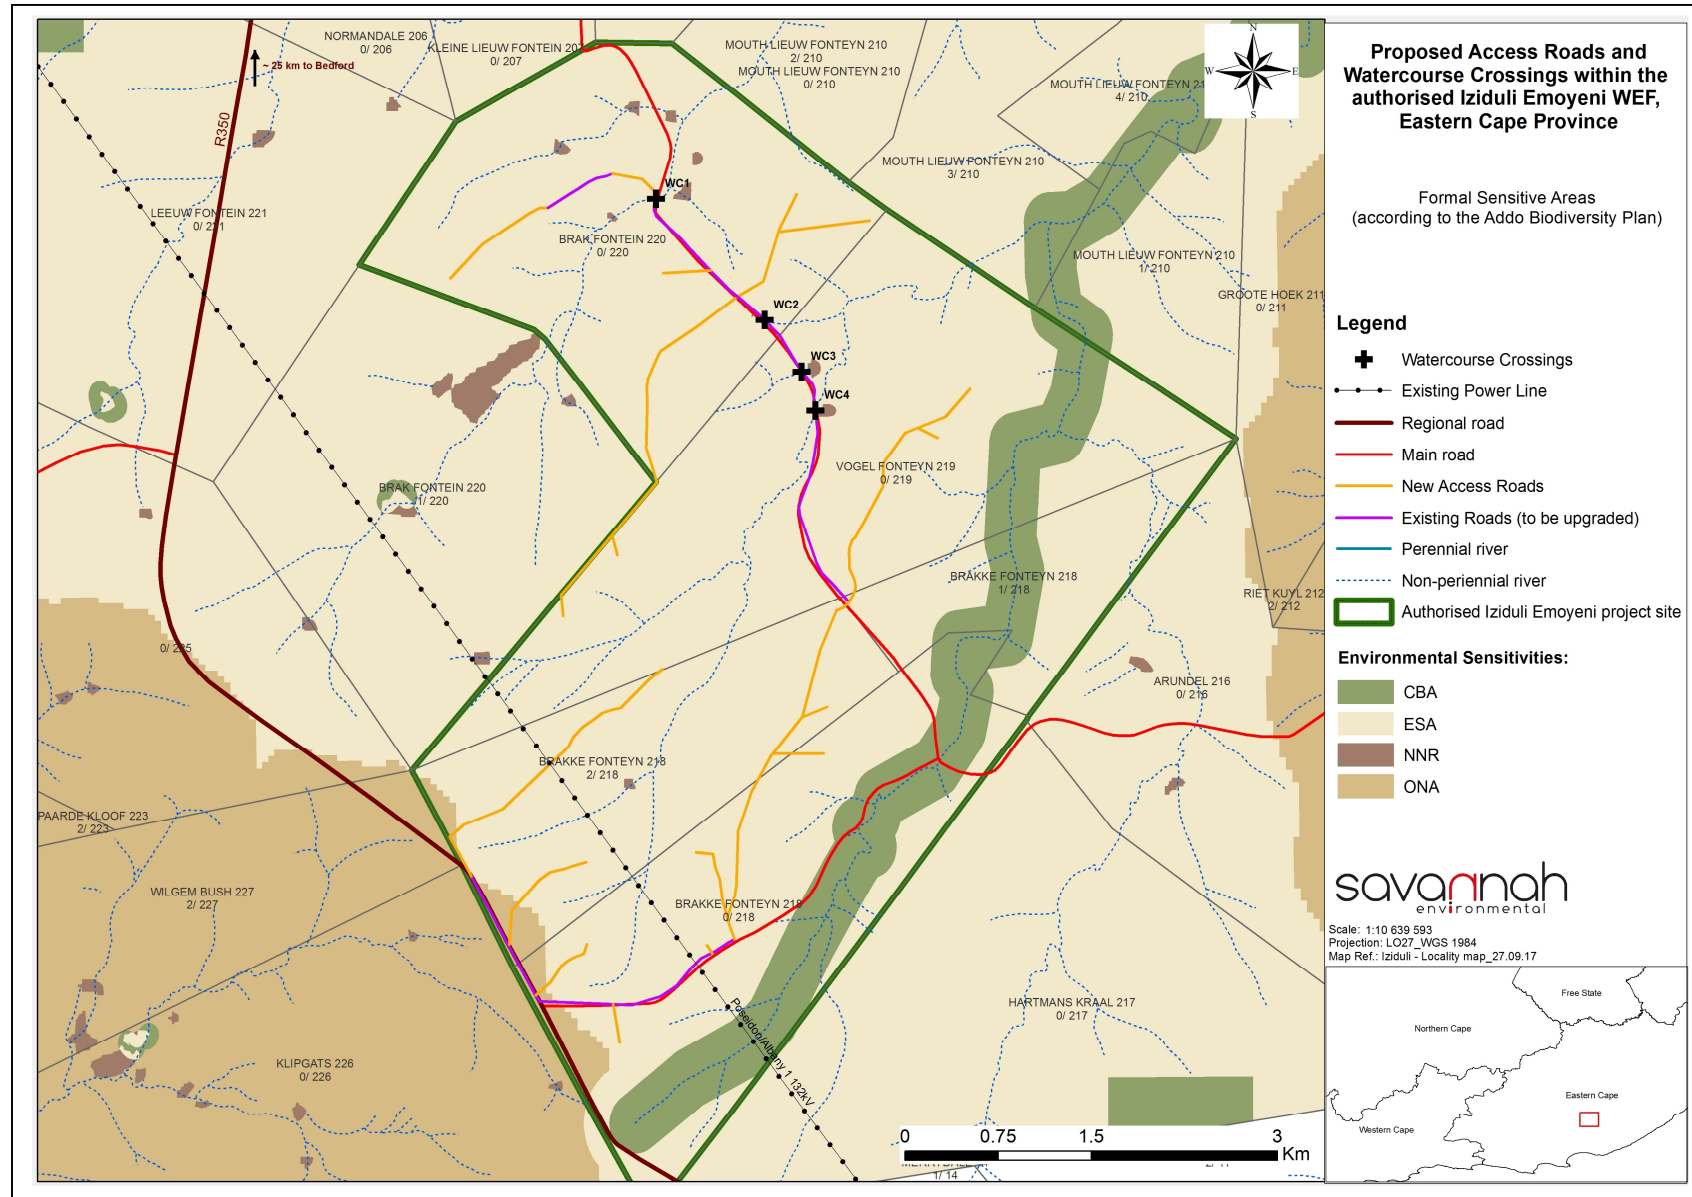 NORMANDALE 206
0/ 206
KLEINE LIEUW FONTEIN 207
0/ 207
MOUTH LIEUW FONTEYN 210
2/ 210
MOUTH LIEUW FONTEYN 210
0/ 210
MOUTH LIEUW FONTEYN 21
4/ 210
~ 25 km to Bedford
R350
MOUTH LIEUW FONTEYN 210
3/ 210
WC1
LEEUW FONTEIN 221
0/ 221
BRAK FONTEIN 220
0/ 220
MOUTH LIEUW FONTEYN 210
1/ 210
GROOTE HOEK 211
0/ 211
WC2
WC3
WC4
VOGEL FONTEYN 219
0/ 219
BRAK FONTEIN 220
1/ 220
BRAKKE FONTEYN 218
1/ 218
RIET KUYL 212
2/ 212
ARUNDEL 216
0/ 216
BRAKKE FONTEYN 218
2/ 218
PAARDE KLOOF 223
2/ 223
WILGEM BUSH 227
2/ 227
BRAKKE FONTEYN 218
0/ 218
HARTMANS KRAAL 217
0/ 217
Poseidon/Albany 1 132kV
KLIPGATS 226
0/ 226
1/ 14
0 0.75 1.5 3
Km
N
W E
S
Proposed Access Roads and
Watercourse Crossings within the
authorised Iziduli Emoyeni WEF,
Eastern Cape Province
Formal Sensitive Areas
(according to the Addo Biodiversity Plan)
Legend
Watercourse Crossings
Existing Power Line
Regional road
Main road
New Access Roads
Existing Roads (to be upgraded)
Perennial river
Non-periennial river
Authorised Iziduli Emoyeni project site
Environmental Sensitivities:
CBA
ESA
NNR
ONA
savannah
environmental
Scale: 1:10 639 593
Projection: LO27_WGS 1984
Map Ref.: Iziduli - Locality map_27.09.17
Free State
Northern Cape
Eastern Cape
Western Cape